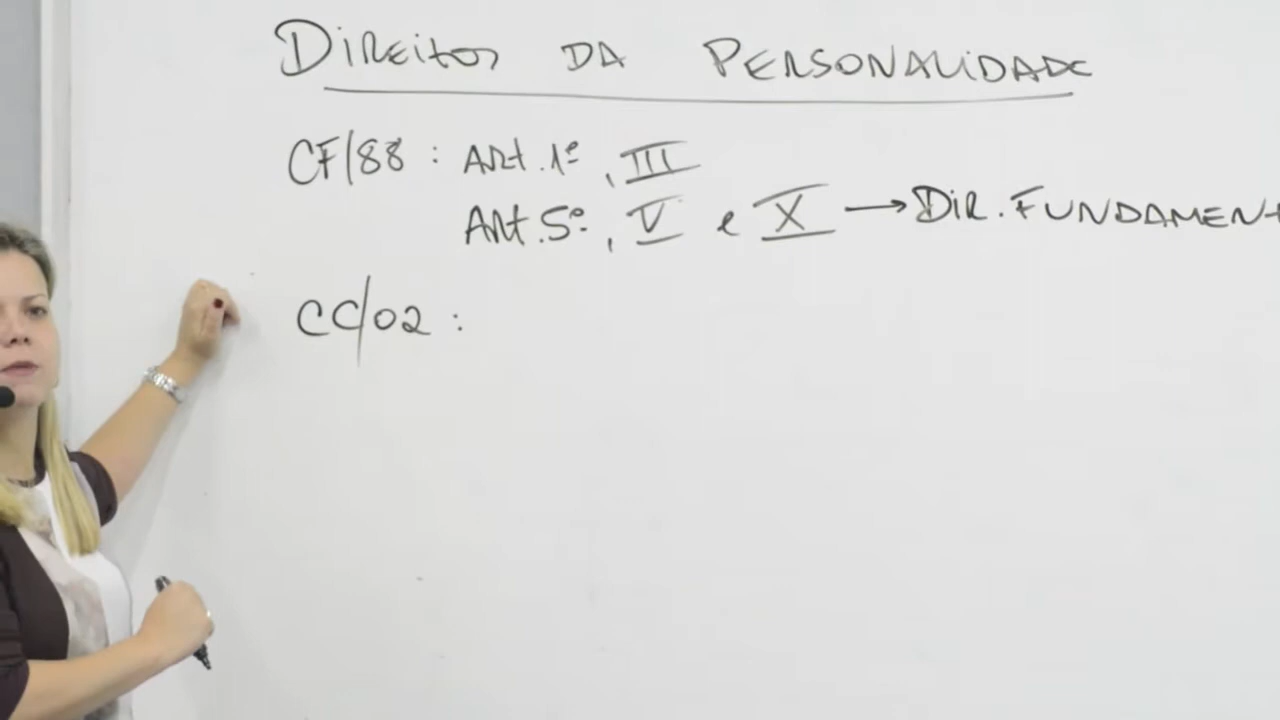 DIREITOS DA PERSONALIDADE
CF/88 : ART. 1º, III
ART. 5º, V e X → DIR. FUNDAMENT
CC/02 :